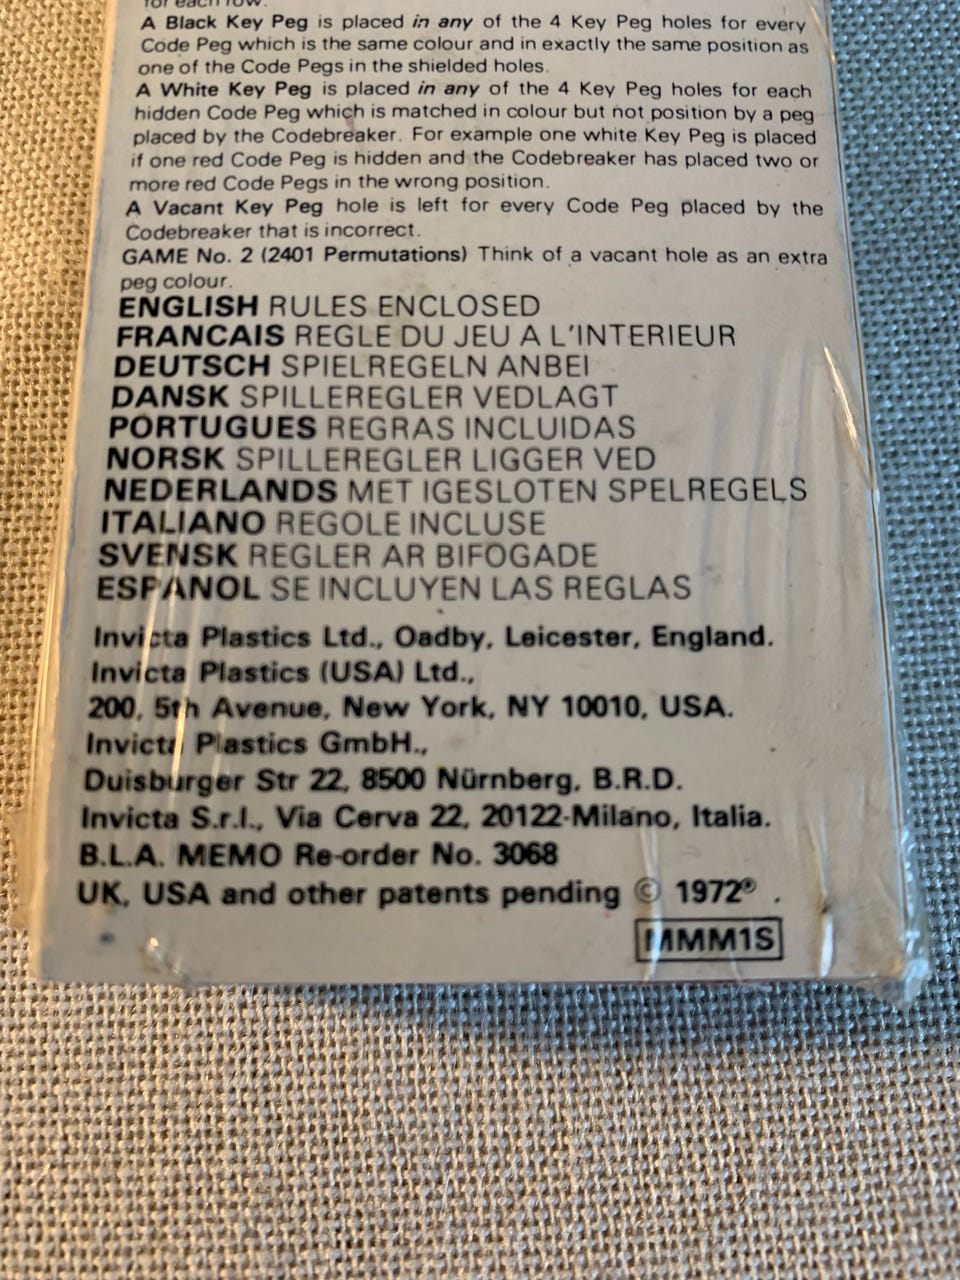 for each row.
A Black Key Peg is placed in any of the 4 Key Peg holes for every
Code Peg which is the same colour and in exactly the same position as
one of the Code Pegs in the shielded holes.
A White Key Peg is placed in any of the 4 Key Peg holes for each
hidden Code Peg which is matched in colour but not position by a peg
placed by the Codebreaker. For example one white Key Peg is placed
if one red Code Peg is hidden and the Codebreaker has placed two or
more red Code Pegs in the wrong position.
A Vacant Key Peg hole is left for every Code Peg placed by the
Codebreaker that is incorrect.
GAME No. 2 (2401 Permutations) Think of a vacant hole as an extra
peg colour.
ENGLISH RULES ENCLOSED
FRANCAIS REGLE DU JEU A L'INTERIEUR
DEUTSCH SPIELREGELN ANBEI
DANSK SPILLEREGLER VEDLAGT
PORTUGUES REGRAS INCLUIDAS
NORSK SPILLEREGLER LIGGER VED
NEDERLANDS MET IGESLOTEN SPELREGELS
ITALIANO REGOLE INCLUSE
SVENSK REGLER AR BIFOGADE
ESPANOL SE INCLUYEN LAS REGLAS
Invicta Plastics Ltd., Oadby, Leicester, England.
Invicta Plastics (USA) Ltd.,
200, 5th Avenue, New York, NY 10010, USA.
Invicta Plastics GmbH.,
Duisburger Str 22, 8500 Nürnberg, B.R.D.
Invicta S.r.l., Via Cerva 22, 20122-Milano, Italia.
B.L.A. MEMO Re-order No. 3068
UK, USA and other patents pending © 1972® .
MMM1S